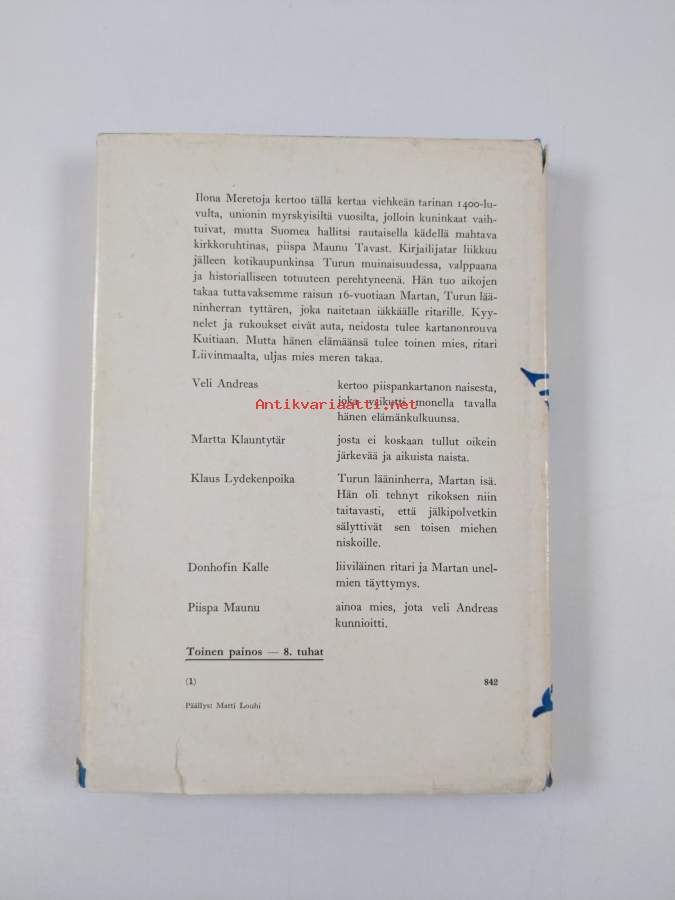 Ilona Meretoja kertoo tällä kertaa viehkeän tarinan 1400-lu-
vulta, unionin myrskyisiltä vuosilta, jolloin kuninkaat vaih-
tuivat, mutta Suomea hallitsi rautaisella kädellä mahtava
kirkkoruhtinas, piispa Maunu Tavast. Kirjailijatar liikkuu
jälleen kotikaupunkinsa Turun muinaisuudessa, valppaana
ja historialliseen totuuteen perehtyneenä. Hän tuo aikojen
takaa tuttavaksemme raisun 16-vuotiaan Martan, Turun lää-
ninherran tyttären, joka naitetaan iäkkäälle ritarille. Kyy-
nelet ja rukoukset eivät auta, neidosta tulee kartanonrouva
Kuitiaan. Mutta hänen elämäänsä tulee toinen mies, ritari
Liivinmaalta, uljas mies meren takaa.
Veli Andreas kertoo piispankartanon naisesta,
joka vaikutti monella tavalla
Antikvariaatti.net
hänen elämänkulkuunsa.
Martta Klauntytär josta ei koskaan tullut oikein
järkevää ja aikuista naista.
Klaus Lydekenpoika Turun lääninherra, Martan isä.
Hän oli tehnyt rikoksen niin
taitavasti, että jälkipolvetkin
sälyttivät sen toisen miehen
niskoille.
Donhofin Kalle liiviläinen ritari ja Martan unel-
mien täyttymys.
Piispa Maunu ainoa mies, jota veli Andreas
kunnioitti.
Toinen painos — 8. tuhat
(1) 842
Päällys: Matti Louhi